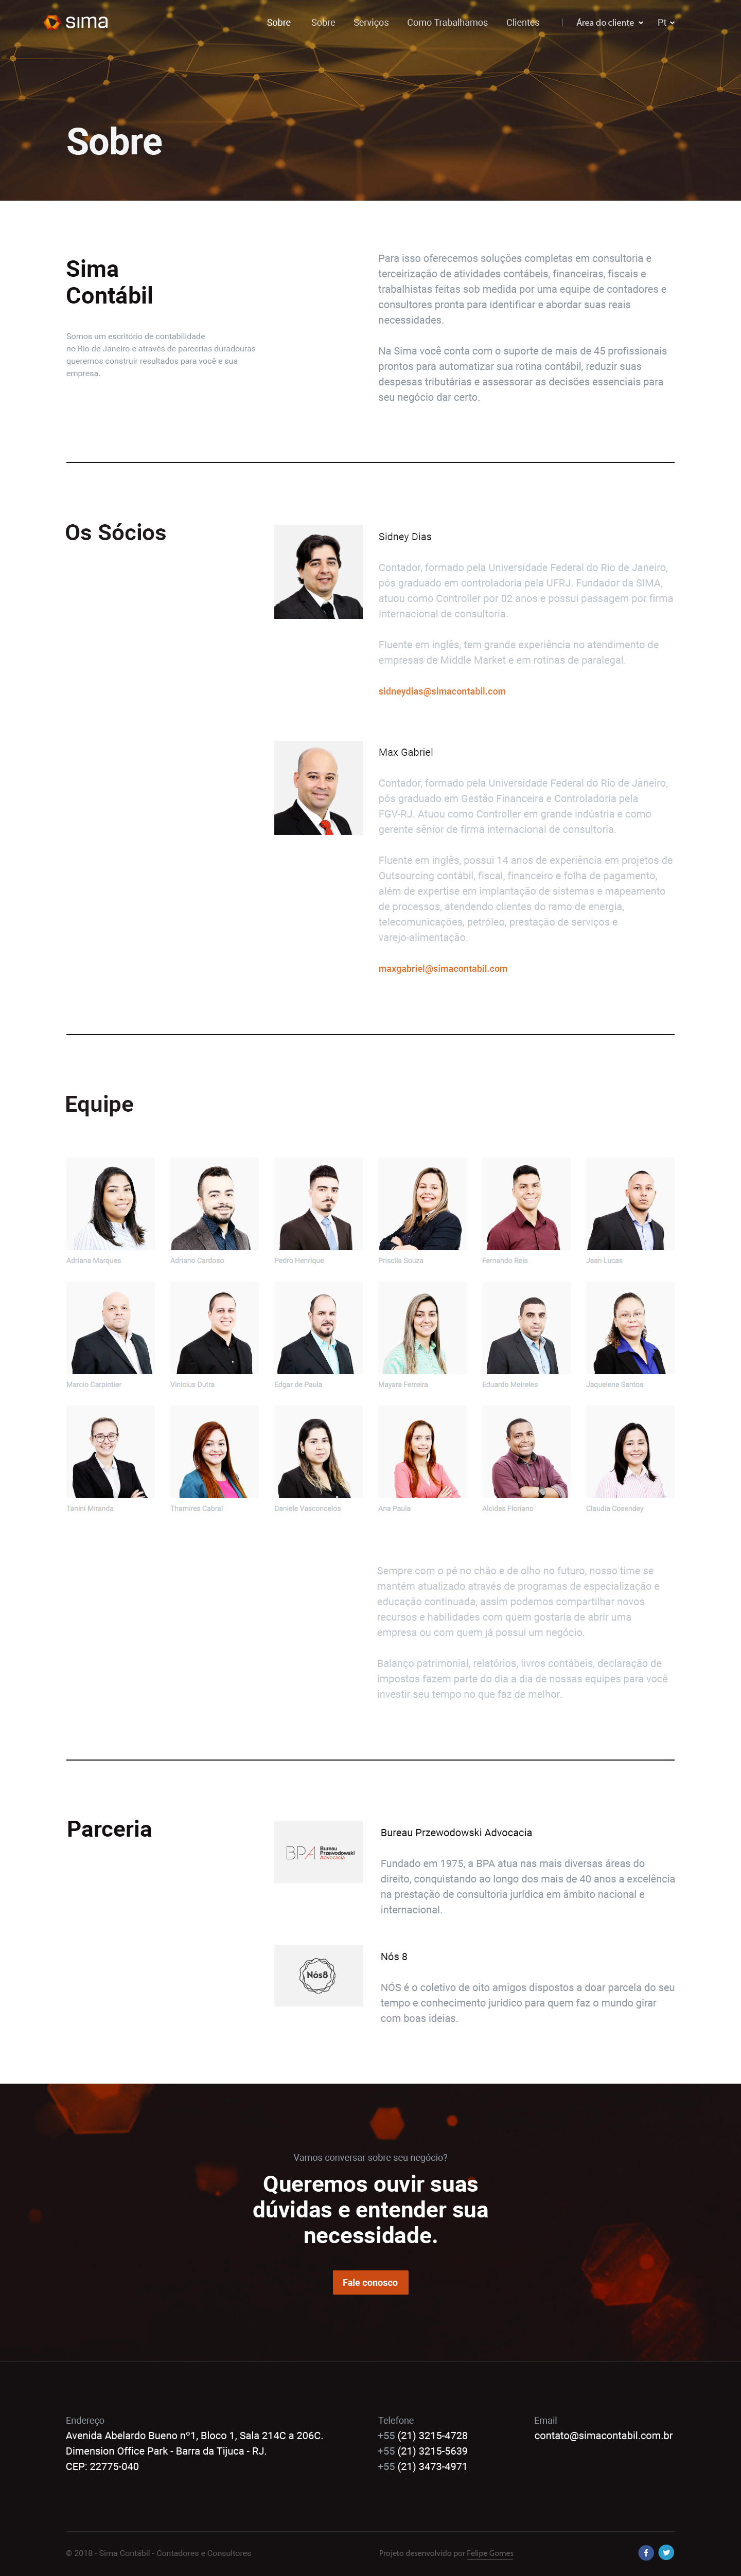 sima
Sobre Sobre Serviços Como Trabalhamos Clientes | Área do cliente Pt
Sobre
Sima
Contábil
Somos um escritório de contabilidade
no Rio de Janeiro e através de parcerias duradouras
queremos construir resultados para você e sua
empresa.
Para isso oferecemos soluções completas em consultoria e
terceirização de atividades contábeis, financeiras, fiscais e
trabalhistas feitas sob medida por uma equipe de contadores e
consultores pronta para identificar e abordar suas reais
necessidades.
Na Sima você conta com o suporte de mais de 45 profissionais
prontos para automatizar sua rotina contábil, reduzir suas
despesas tributárias e assessorar as decisões essenciais para
seu negócio dar certo.
Os Sócios
Sidney Dias
Contador, formado pela Universidade Federal do Rio de Janeiro,
pós graduado em controladoria pela UFRJ. Fundador da SIMA,
atuou como Controller por 02 anos e possui passagem por firma
Internacional de consultoria.
Fluente em inglês, tem grande experiência no atendimento de
empresas de Middle Market e em rotinas de paralegal.
sidneydias@simacontabil.com
Max Gabriel
Contador, formado pela Universidade Federal do Rio de Janeiro,
pós graduado em Gestão Financeira e Controladoria pela
FGV-RJ. Atuou como Controller em grande indústria e como
gerente sênior de firma internacional de consultoria.
Fluente em inglês, possui 14 anos de experiência em projetos de
Outsourcing contábil, fiscal, financeiro e folha de pagamento,
além de expertise em implantação de sistemas e mapeamento
de processos, atendendo clientes do ramo de energia,
telecomunicações, petróleo, prestação de serviços e
varejo-alimentação.
maxgabriel@simacontabil.com
Equipe
Adriana Marques Adriano Cardoso Pedro Henrique Priscila Souza Fernando Reis Jean Lucas
Marcio Carpintier Vinicius Dutra Edgar de Paula Mayara Ferreira Eduardo Meireles Jaquelene Santos
Tanini Miranda Thamires Cabral Daniele Vasconcelos Ana Paula Alcides Floriano Claudia Cosendey
Sempre com o pé no chão e de olho no futuro, nosso time se
mantém atualizado através de programas de especialização e
educação continuada, assim podemos compartilhar novos
recursos e habilidades com quem gostaria de abrir uma
empresa ou com quem já possui um negócio.
Balanço patrimonial, relatórios, livros contábeis, declaração de
impostos fazem parte do dia a dia de nossas equipes para você
investir seu tempo no que faz de melhor.
Parceria
BPA Bureau
Przewodowski
Advocacia
Bureau Przewodowski Advocacia
Fundado em 1975, a BPA atua nas mais diversas áreas do
direito, conquistando ao longo dos mais de 40 anos a excelência
na prestação de consultoria jurídica em âmbito nacional e
internacional.
Nós8
Nós 8
NÓS é o coletivo de oito amigos dispostos a doar parcela do seu
tempo e conhecimento jurídico para quem faz o mundo girar
com boas ideias.
Vamos conversar sobre seu negócio?
Queremos ouvir suas
dúvidas e entender sua
necessidade.
Fale conosco
Endereço
Avenida Abelardo Bueno nº1, Bloco 1, Sala 214C a 206C.
Dimension Office Park - Barra da Tijuca - RJ.
CEP: 22775-040
Telefone
+55 (21) 3215-4728
+55 (21) 3215-5639
+55 (21) 3473-4971
Email
contato@simacontabil.com.br
© 2018 - Sima Contábil - Contadores e Consultores
Projeto desenvolvido por Felipe Gomes